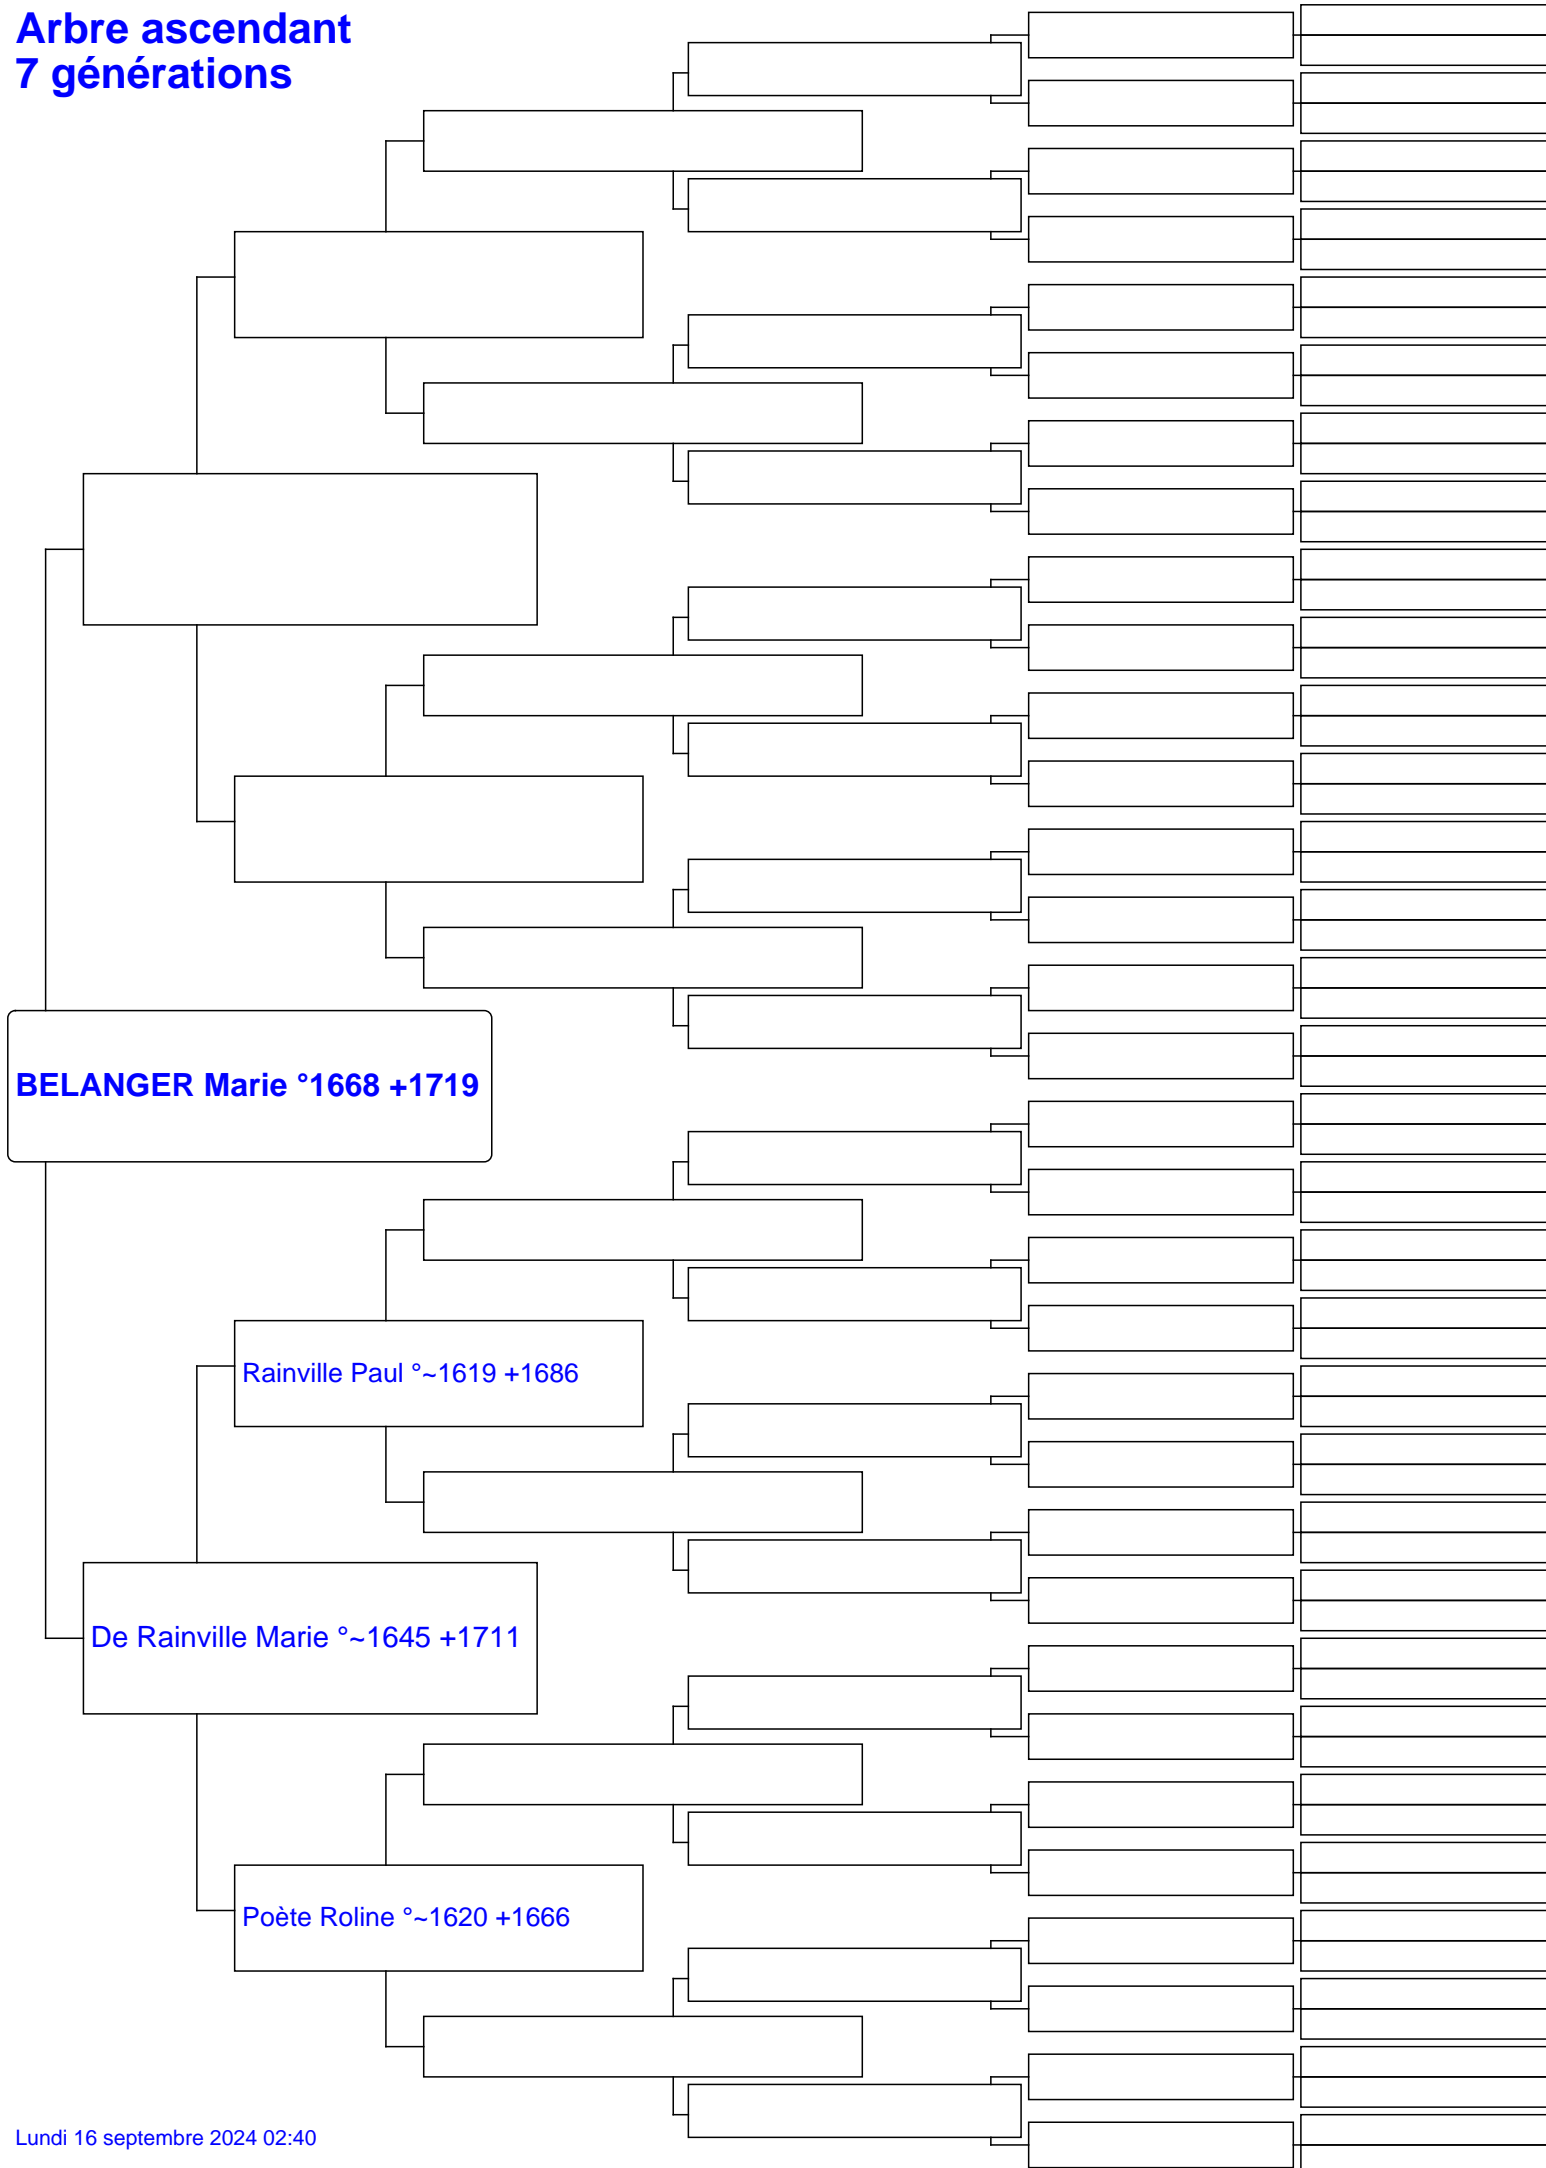 Arbre ascendant
7 générations
BELANGER Marie °1668 +1719
Rainville Paul °~1619 +1686
De Rainville Marie °~1645 +1711
Poète Roline °~1620 +1666
Lundi 16 septembre 2024 02:40